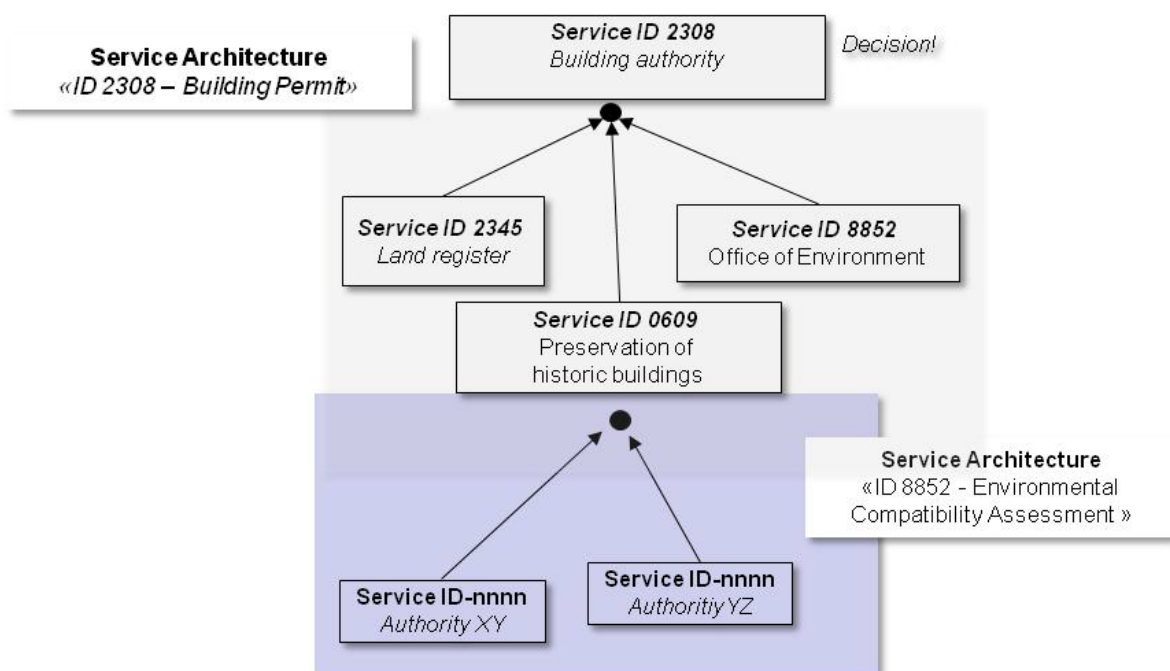 Service Architecture
«ID 2308 – Building Permit»
Service ID 2308
Building authority
Decision!
Service ID 2345
Land register
Service ID 8852
Office of Environment
Service ID 0609
Preservation of
historic buildings
Service Architecture
«ID 8852 - Environmental
Compatibility Assessment »
Service ID-nnnn
Authority XY
Service ID-nnnn
Authoritiy YZ